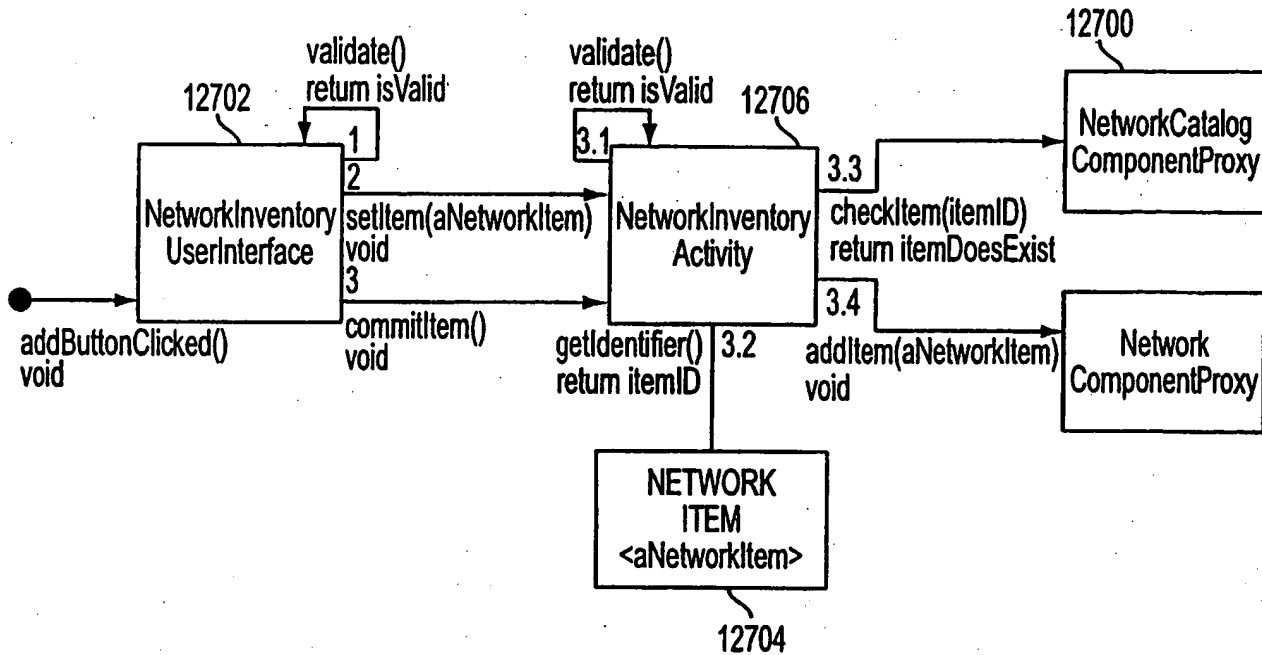 12702
validate()
return isValid
1
2
NetworkInventory
UserInterface
setItem(aNetworkItem)
void
3
commitItem()
void
addButtonClicked()
void
validate()
return isValid
3.1
12706
NetworkInventory
Activity
getIdentifier()
return itemID
3.2
3.3
checkItem(itemID)
return itemDoesExist
3.4
addItem(aNetworkItem)
void
12700
NetworkCatalog
ComponentProxy
Network
ComponentProxy
NETWORK
ITEM
<aNetworkItem>
12704